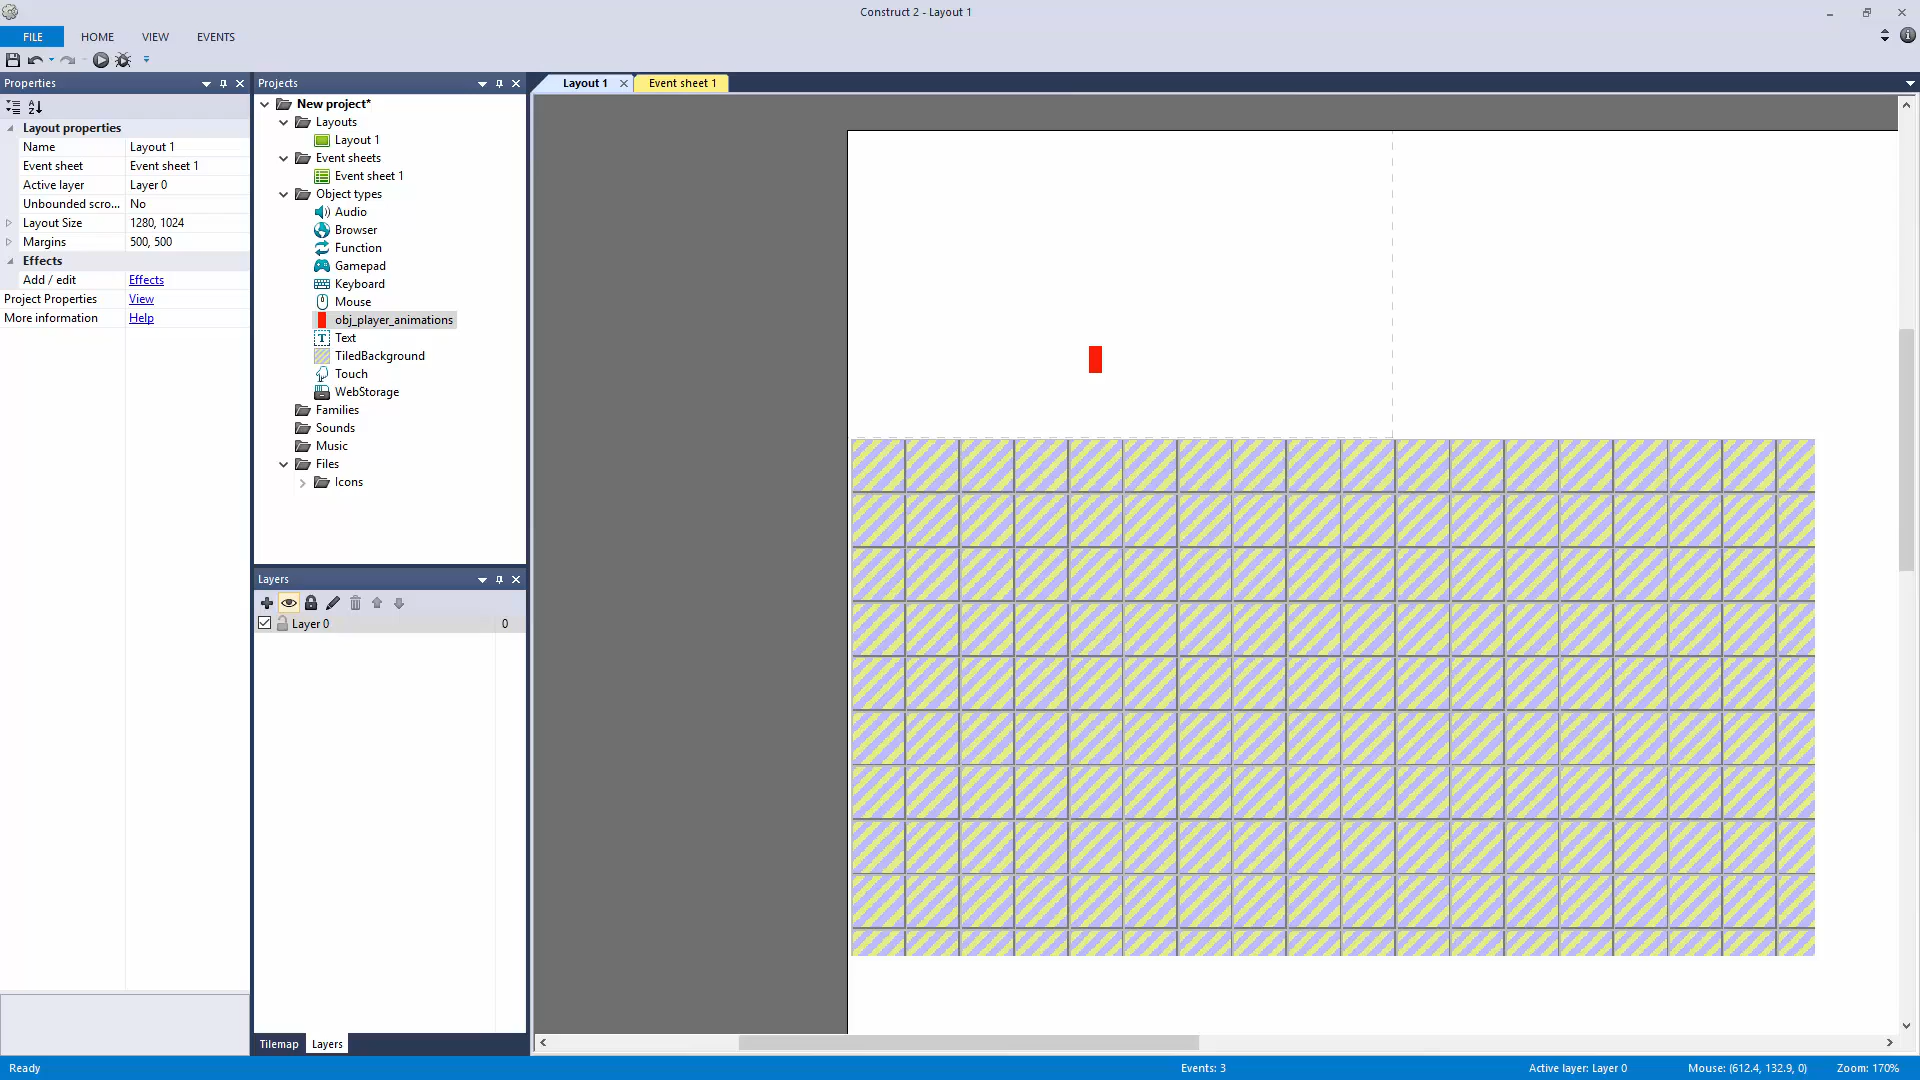 Construct 2 - Layout 1
FILE
HOME
VIEW
EVENTS
Properties
Layout properties
Name
Layout 1
Event sheet
Event sheet 1
Active layer
Layer 0
Unbounded scro...
No
Layout Size
1280, 1024
Margins
500, 500
Effects
Add / edit
Effects
Project Properties
View
More information
Help
Projects
New project*
Layouts
Layout 1
Event sheets
Event sheet 1
Object types
Audio
Browser
Function
Gamepad
Keyboard
Mouse
obj_player_animations
Text
TiledBackground
Touch
WebStorage
Families
Sounds
Music
Files
Icons
Layers
Layer 0
0
Tilemap
Layers
Layout 1
Event sheet 1
Ready
Events: 3
Active layer: Layer 0
Mouse: (612.4, 132.9, 0)
Zoom: 170%